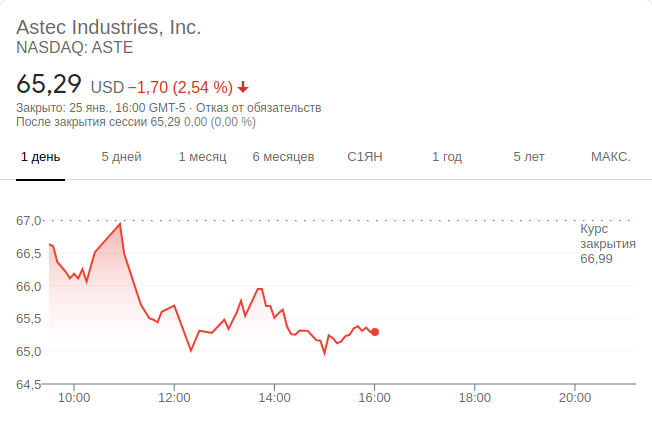 Astec Industries, Inc.
NASDAQ: ASTE
65,29 USD −1,70 (2,54 %)
Закрыто: 25 янв., 16:00 GMT-5 · Отказ от обязательств
После закрытия сессии 65,29 0,00 (0,00 %)
1 день 5 дней 1 месяц 6 месяцев С1ЯН 1 год 5 лет МАКС.
67,0
Курс
закрытия
66,99
66,5
66,0
65,5
65,0
64,5
10:00 12:00 14:00 16:00 18:00 20:00